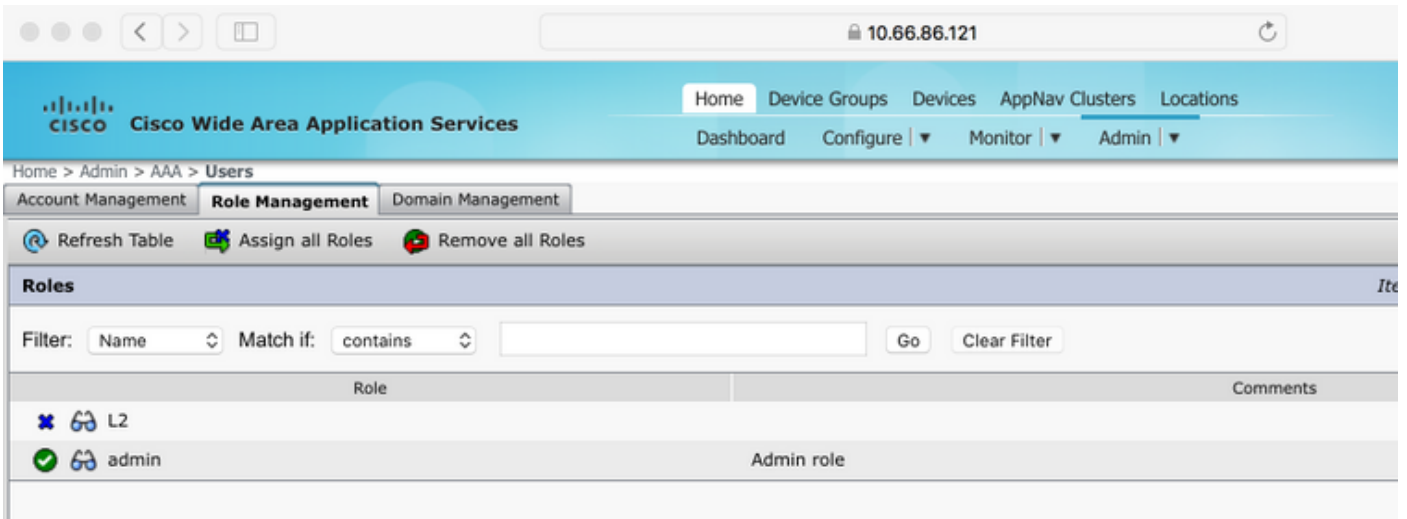 10.66.86.121
Home Device Groups Devices AppNav Clusters Locations
CISCO Cisco Wide Area Application Services
Dashboard Configure Monitor Admin
Home > Admin > AAA > Users
Account Management Role Management Domain Management
Refresh Table Assign all Roles Remove all Roles
Roles Ite
Filter: Name Match if: contains Go Clear Filter
Role Comments
L2
admin Admin role